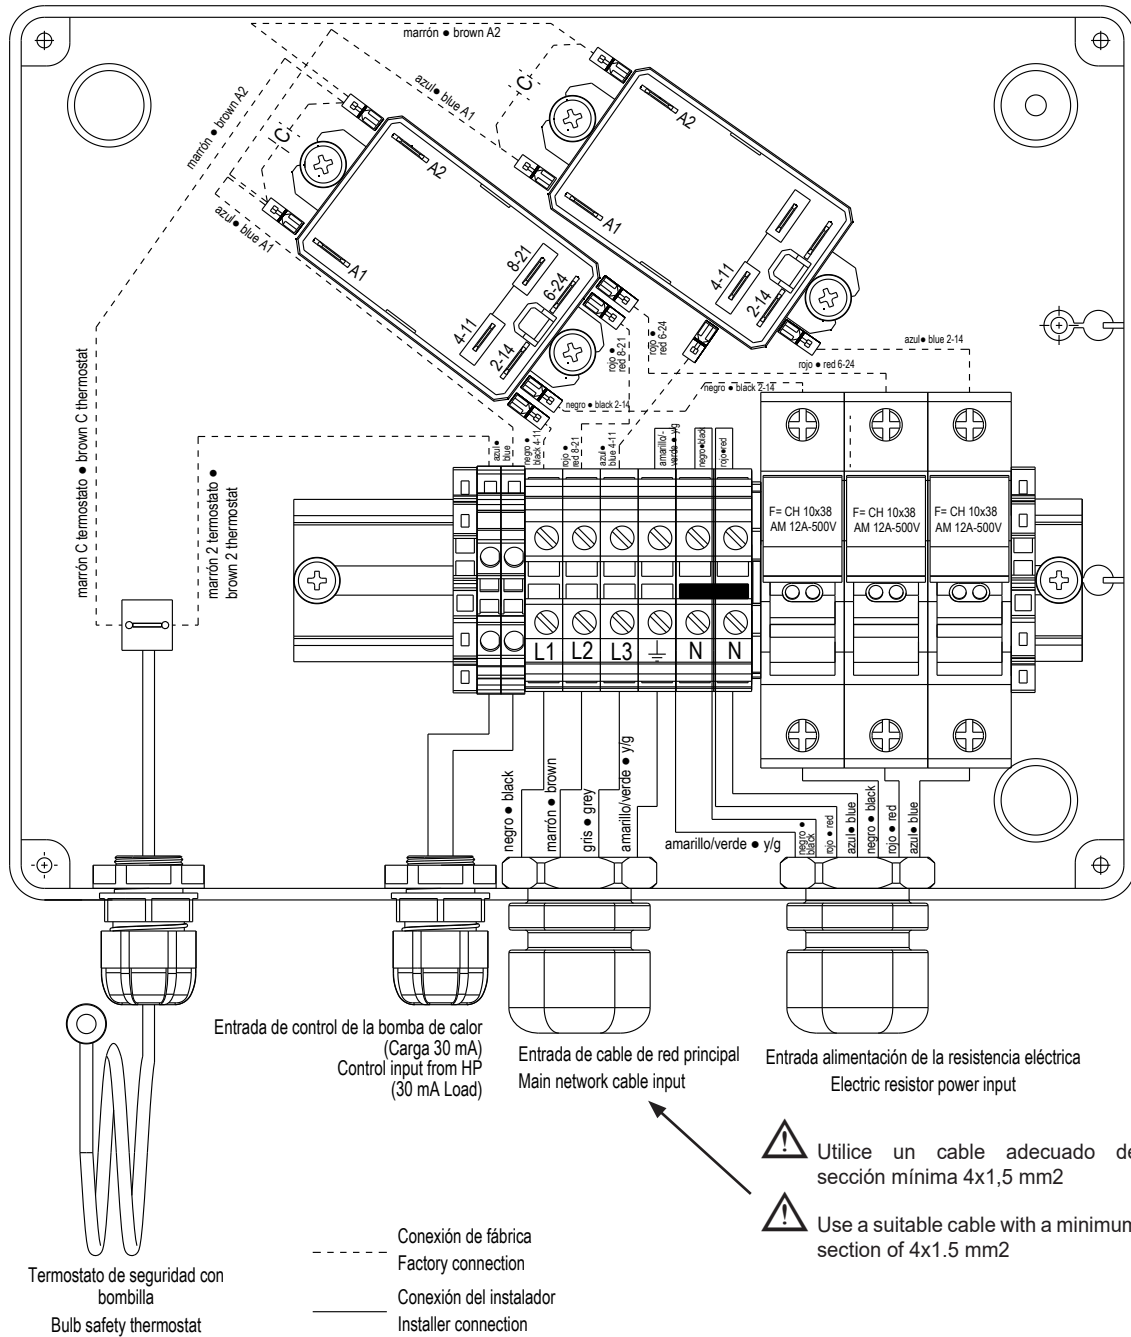 marrón ● brown A2
azul● blue A1
marrón ● brown A2
C
C
A2
A1
8-21
6-24
4-11
2-14
A2
A1
4-11
2-14
azul● blue A1
rojo ●
red 8-21
rojo ●
red 6-24
azul● blue 2-14
rojo ● red 6-24
negro ● black 2-14
negro ● black 2-14
marrón C termostato ● brown C thermostat
marrón 2 termostato ●
brown 2 thermostat
azul●
blue
negro ●
black 4-11
rojo ●
red 8-21
azul●
blue 4-11
amarillo/-
verde ● y/g
negro●black
rojo●red
F= CH 10x38
AM 12A-500V
F= CH 10x38
AM 12A-500V
F= CH 10x38
AM 12A-500V
L1
L2
L3
N
N
negro ● black
marrón ● brown
gris ● grey
amarillo/verde ● y/g
amarillo/verde ● y/g
negro ●
black
rojo ● red
azul● blue
negro ● black
rojo ● red
azul● blue
Entrada de control de la bomba de calor
(Carga 30 mA)
Control input from HP
(30 mA Load)
Entrada de cable de red principal
Main network cable input
Entrada alimentación de la resistencia eléctrica
Electric resistor power input
Utilice un cable adecuado de
sección mínima 4x1,5 mm2
Use a suitable cable with a minimum
section of 4x1.5 mm2
Conexión de fábrica
Factory connection
Conexión del instalador
Installer connection
Termostato de seguridad con
bombilla
Bulb safety thermostat